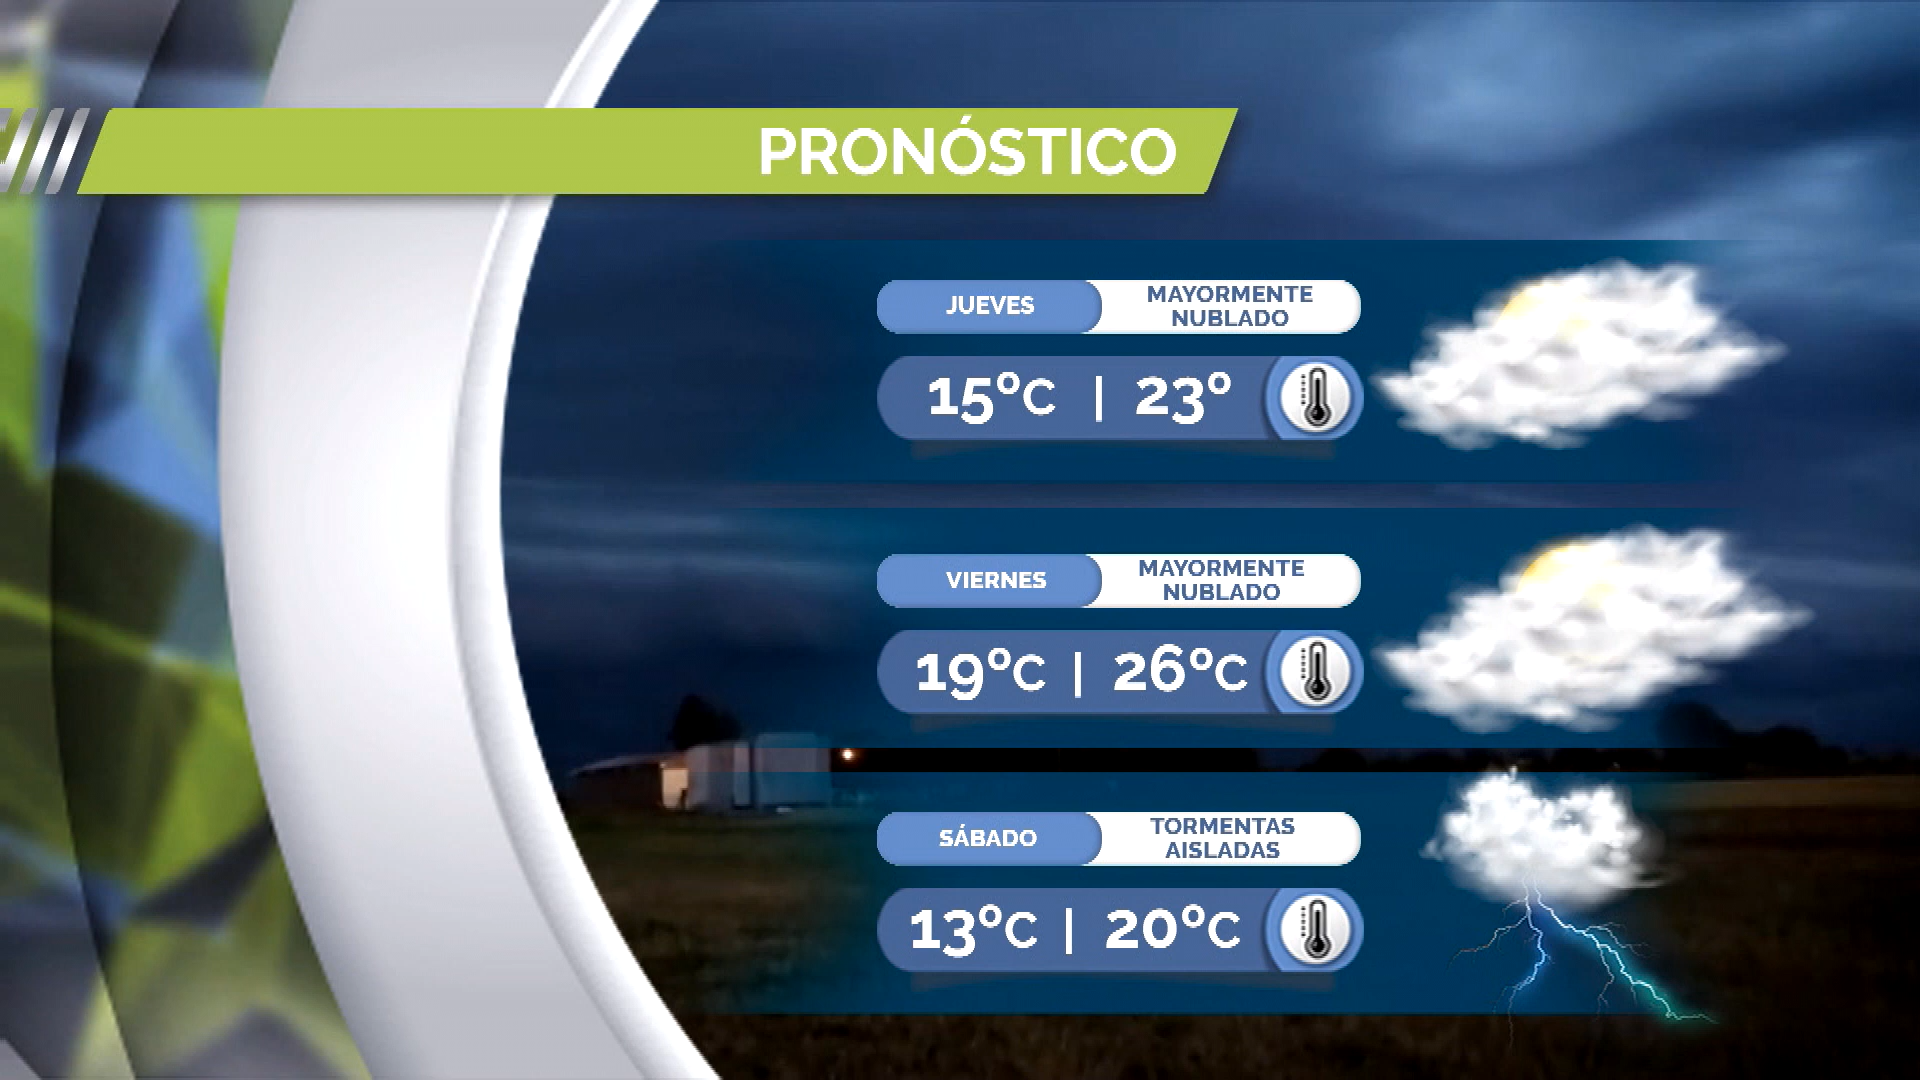 PRONÓSTICO
JUEVES
MAYORMENTE
NUBLADO
15°C | 23°
VIERNES
MAYORMENTE
NUBLADO
19°C | 26°C
SÁBADO
TORMENTAS
AISLADAS
13°C | 20°C